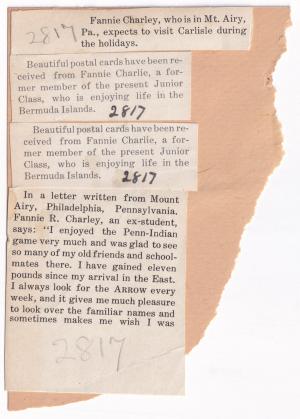 Fannie Charley, who is in Mt. Airy,
Pa., expects to visit Carlisle during
the holidays.
2817
Beautiful postal cards have been re-
ceived from Fannie Charlie, a for-
mer member of the present Junior
Class, who is enjoying life in the
Bermuda Islands.
2817
Beautiful postal cards have been re-
ceived from Fannie Charlie, a for-
mer member of the present Junior
Class, who is enjoying life in the
Bermuda Islands.
2817
In a letter written from Mount
Airy, Philadelphia, Pennsylvania.
Fannie R. Charley, an ex-student,
says: "I enjoyed the Penn-Indian
game very much and was glad to see
so many of my old friends and school-
mates there. I have gained eleven
pounds since my arrival in the East.
I always look for the ARROW every
week, and it gives me much pleasure
to look over the familiar names and
sometimes makes me wish I was
2817